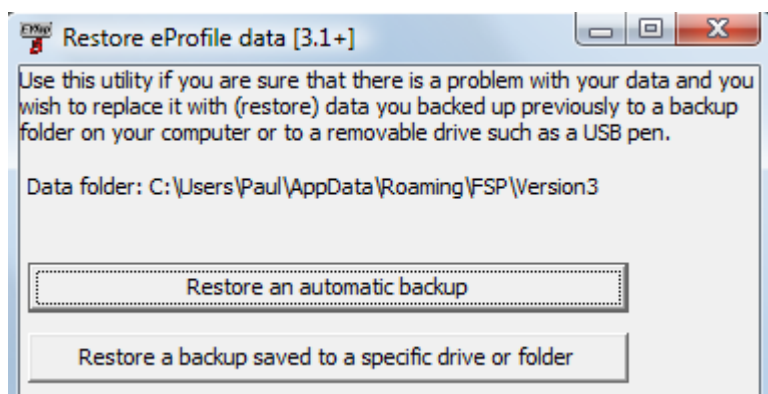 Restore eProfile data [3.1+]
Use this utility if you are sure that there is a problem with your data and you
wish to replace it with (restore) data you backed up previously to a backup
folder on your computer or to a removable drive such as a USB pen.
Data folder: C:\Users\Paul\AppData\Roaming\FSP\Version3
Restore an automatic backup
Restore a backup saved to a specific drive or folder